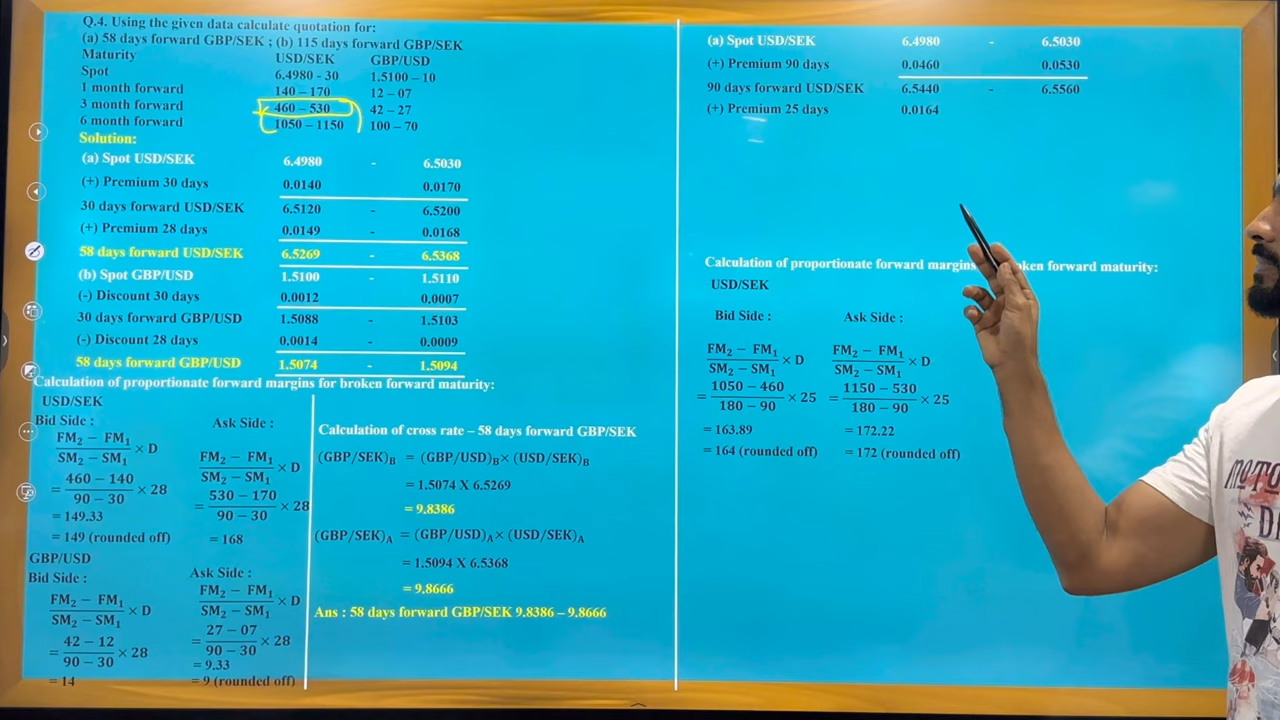 Q.4. Using the given data calculate quotation for:
(a) 58 days forward GBP/SEK ; (b) 115 days forward GBP/SEK
Maturity USD/SEK GBP/USD
Spot 6.4980 - 30 1.5100 – 10
1 month forward 140 – 170 12 – 07
3 month forward 460 – 530 42 – 27
6 month forward 1050 – 1150 100 – 70
Solution:
(a) Spot USD/SEK 6.4980 - 6.5030
(+) Premium 30 days 0.0140 0.0170
30 days forward USD/SEK 6.5120 - 6.5200
(+) Premium 28 days 0.0149 - 0.0168
58 days forward USD/SEK 6.5269 - 6.5368
(b) Spot GBP/USD 1.5100 - 1.5110
(-) Discount 30 days 0.0012 - 0.0007
30 days forward GBP/USD 1.5088 - 1.5103
(-) Discount 28 days 0.0014 - 0.0009
58 days forward GBP/USD 1.5074 - 1.5094
Calculation of proportionate forward margins for broken forward maturity:
USD/SEK
Bid Side :
FM₂ – FM₁
SM₂ – SM₁ × D
= 460 – 140
90 – 30 × 28
= 149.33
= 149 (rounded off)
Ask Side :
FM₂ – FM₁
SM₂ – SM₁ × D
= 530 – 170
90 – 30 × 28
= 168
GBP/USD
Bid Side :
FM₂ – FM₁
SM₂ – SM₁ × D
= 42 – 12
90 – 30 × 28
= 14
Ask Side :
FM₂ – FM₁
SM₂ – SM₁ × D
= 27 – 07
90 – 30 × 28
= 9.33
= 9 (rounded off)
Calculation of cross rate – 58 days forward GBP/SEK
(GBP/SEK)B = (GBP/USD)B× (USD/SEK)B
= 1.5074 X 6.5269
= 9.8386
(GBP/SEK)A = (GBP/USD)A× (USD/SEK)A
= 1.5094 X 6.5368
= 9.8666
Ans : 58 days forward GBP/SEK 9.8386 – 9.8666
(a) Spot USD/SEK 6.4980 - 6.5030
(+) Premium 90 days 0.0460 0.0530
90 days forward USD/SEK 6.5440 - 6.5560
(+) Premium 25 days 0.0164
Calculation of proportionate forward margins forward maturity:
USD/SEK
Bid Side :
FM₂ – FM₁
SM₂ – SM₁ × D
= 1050 – 460
180 – 90 × 25
= 163.89
= 164 (rounded off)
Ask Side :
FM₂ – FM₁
SM₂ – SM₁ × D
= 1150 – 530
180 – 90 × 25
= 172.22
= 172 (rounded off)